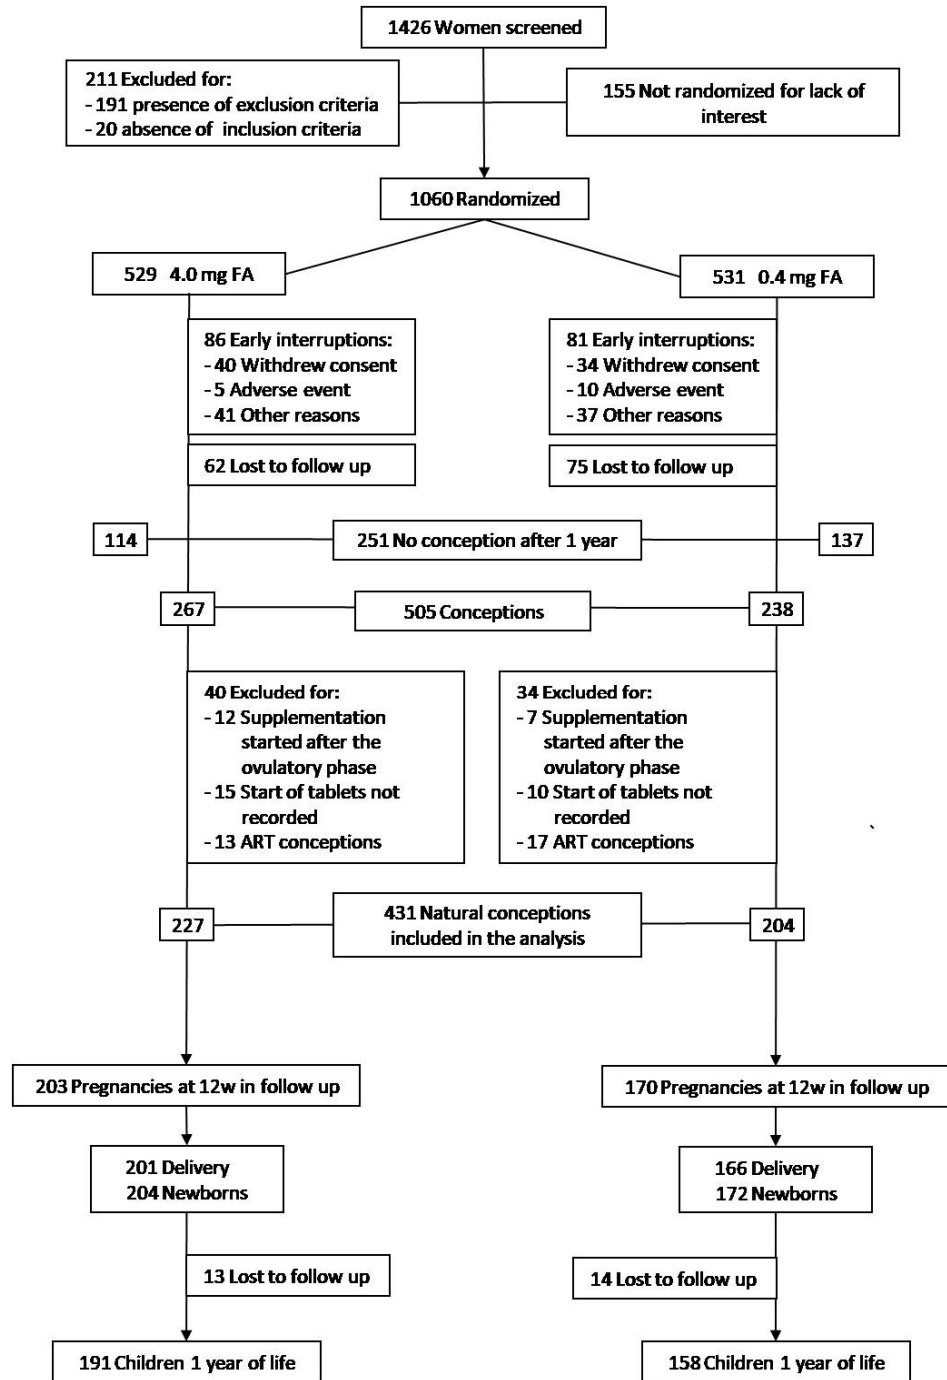 1426 Women screened
211 Excluded for:
- 191 presence of exclusion criteria
- 20 absence of inclusion criteria
155 Not randomized for lack of
interest
1060 Randomized
529 4.0 mg FA
531 0.4 mg FA
86 Early interruptions:
- 40 Withdrew consent
- 5 Adverse event
- 41 Other reasons
81 Early interruptions:
- 34 Withdrew consent
- 10 Adverse event
- 37 Other reasons
62 Lost to follow up
75 Lost to follow up
114
251 No conception after 1 year
137
267
505 Conceptions
238
40 Excluded for:
- 12 Supplementation
started after the
ovulatory phase
- 15 Start of tablets not
recorded
- 13 ART conceptions
34 Excluded for:
- 7 Supplementation
started after the
ovulatory phase
- 10 Start of tablets not
recorded
- 17 ART conceptions
227
431 Natural conceptions
included in the analysis
204
203 Pregnancies at 12w in follow up
170 Pregnancies at 12w in follow up
201 Delivery
204 Newborns
166 Delivery
172 Newborns
13 Lost to follow up
14 Lost to follow up
191 Children 1 year of life
158 Children 1 year of life